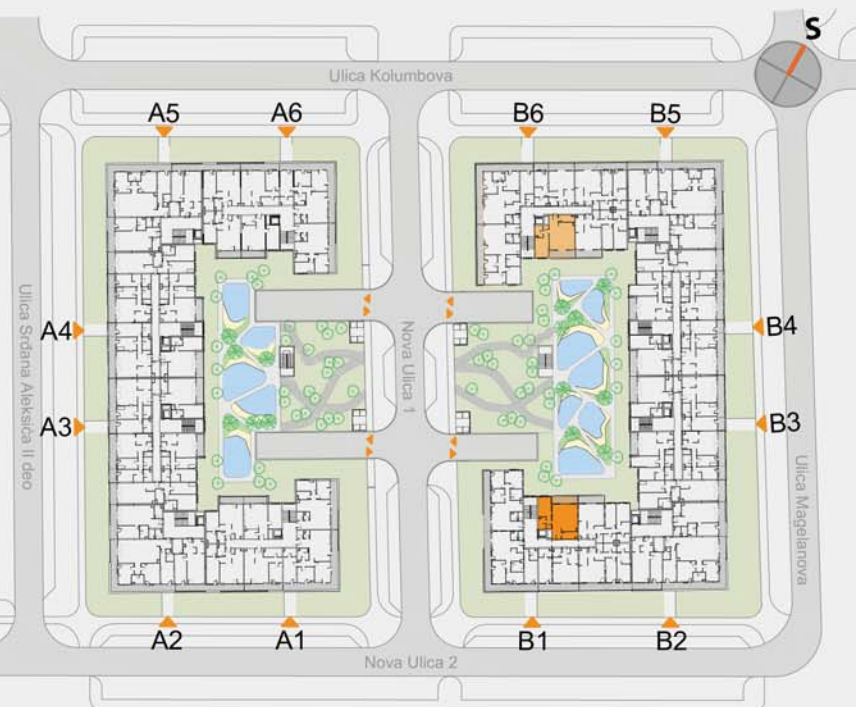 S
Ulica Kolumbova
A5
A6
B6
B5
A4
B4
A3
B3
Ulica Srđana Aleksića II deo
Nova Ulica 1
Ulica Magelanova
A2
A1
B1
B2
Nova Ulica 2